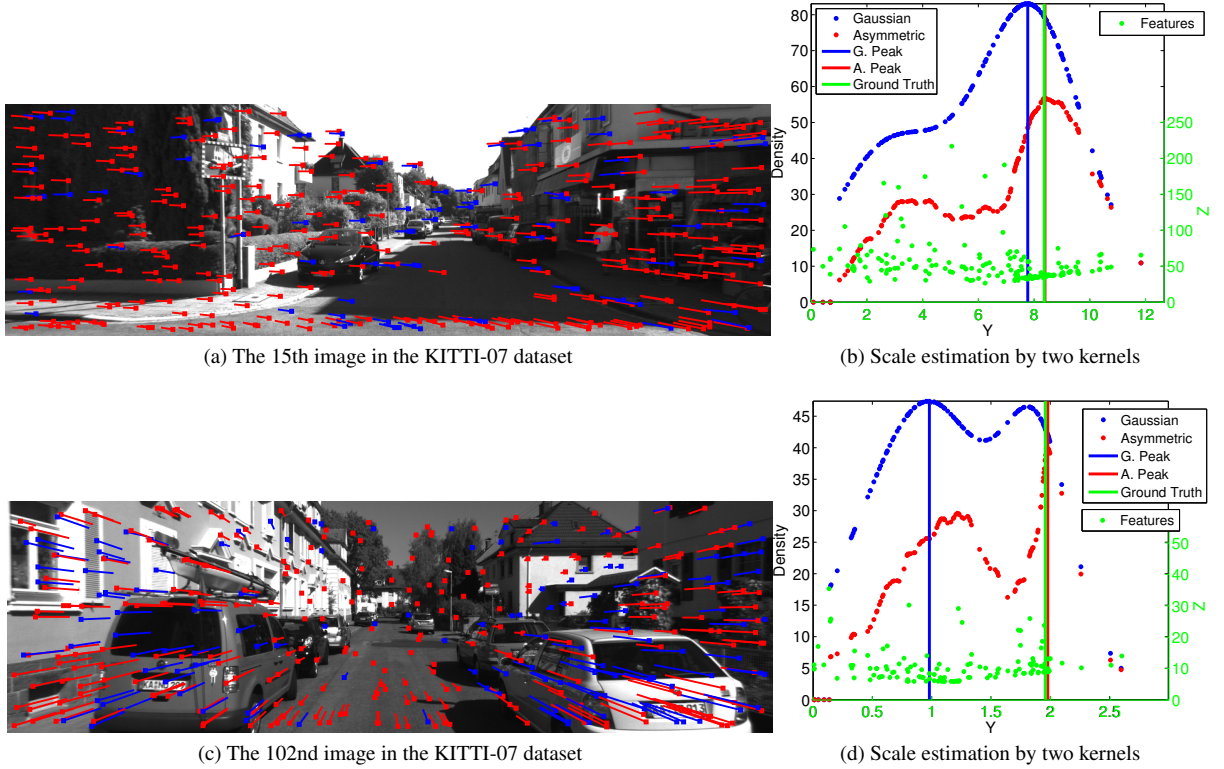 Gaussian
Asymmetric
G. Peak
A. Peak
Ground Truth
Features
80
70
60
50
40
30
20
10
0
Density
250
200
150
100
50
0
Z
0 2 4 6 8 10 12
Y
(a) The 15th image in the KITTI-07 dataset
(b) Scale estimation by two kernels
Gaussian
Asymmetric
G. Peak
A. Peak
Ground Truth
Features
45
40
35
30
25
20
15
10
5
0
Density
50
40
30
20
10
0
Z
0 0.5 1 1.5 2 2.5
Y
(c) The 102nd image in the KITTI-07 dataset
(d) Scale estimation by two kernels